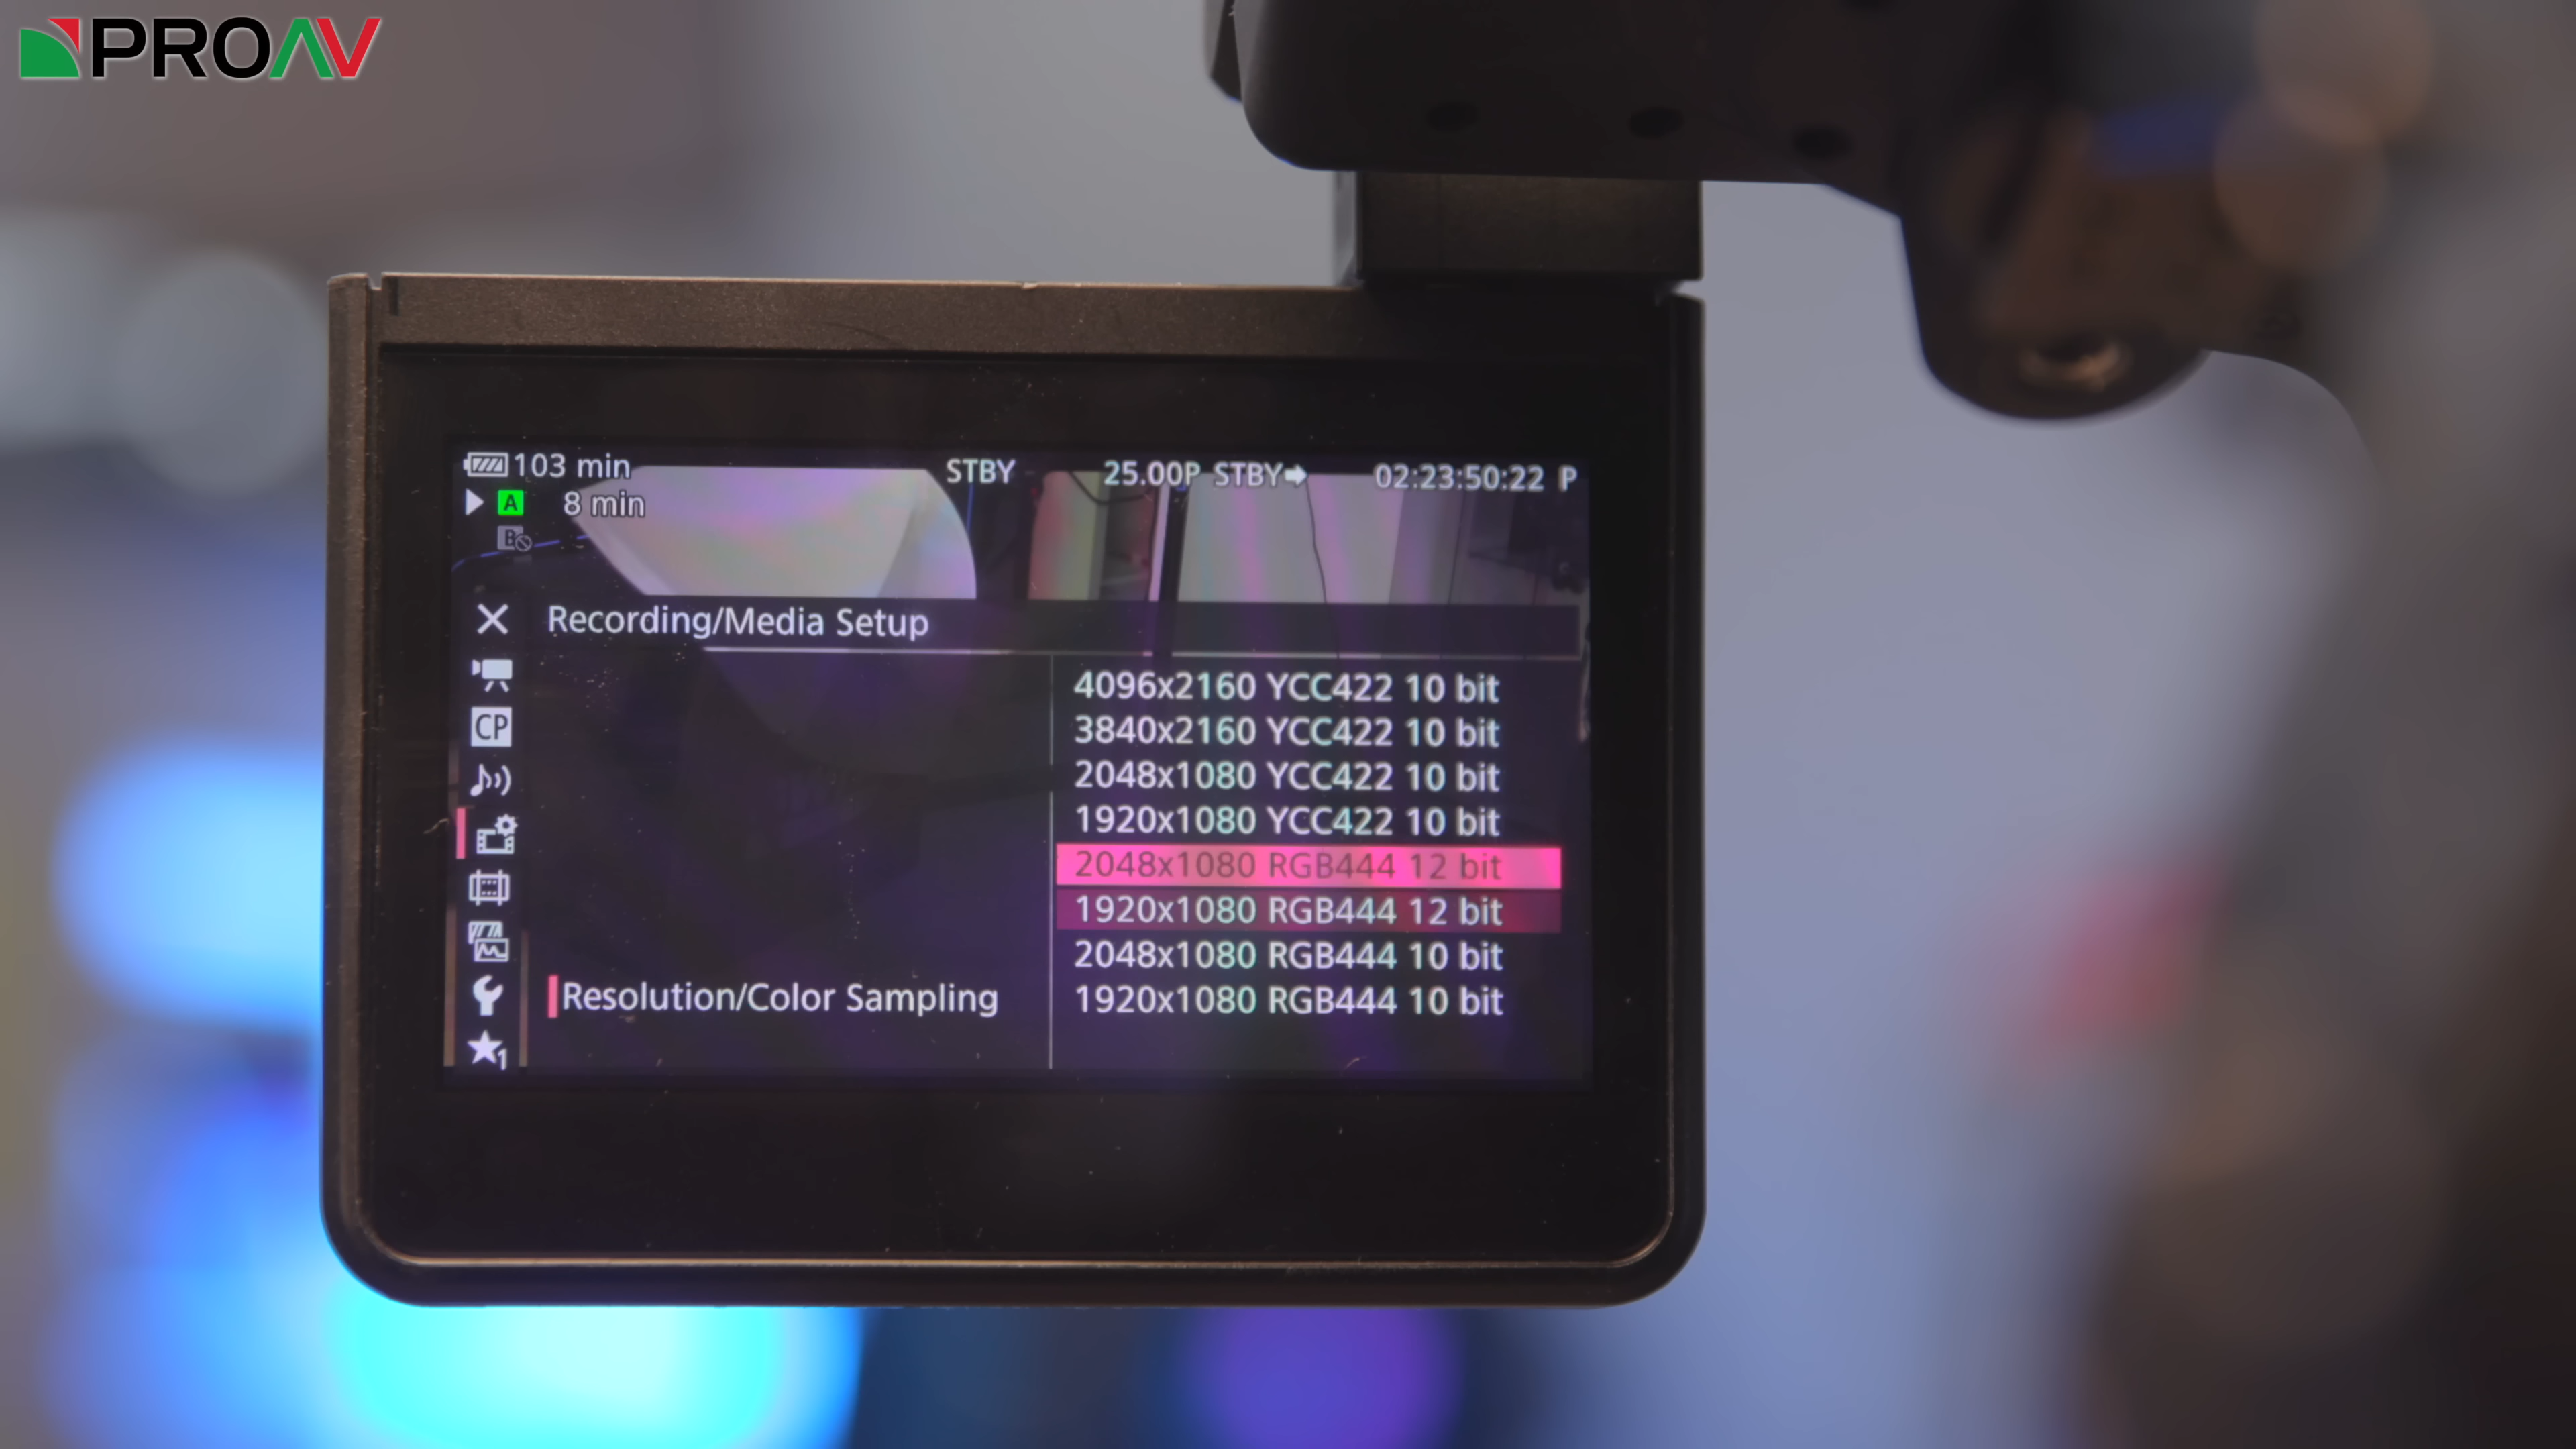 PROAV
103 min STBY 25.00P STBY 02:23:50:22 P
A 8 min
B
Recording/Media Setup
CP
4096x2160 YCC422 10 bit
3840x2160 YCC422 10 bit
2048x1080 YCC422 10 bit
1920x1080 YCC422 10 bit
2048x1080 RGB444 12 bit
1920x1080 RGB444 12 bit
2048x1080 RGB444 10 bit
Resolution/Color Sampling
1920x1080 RGB444 10 bit
1